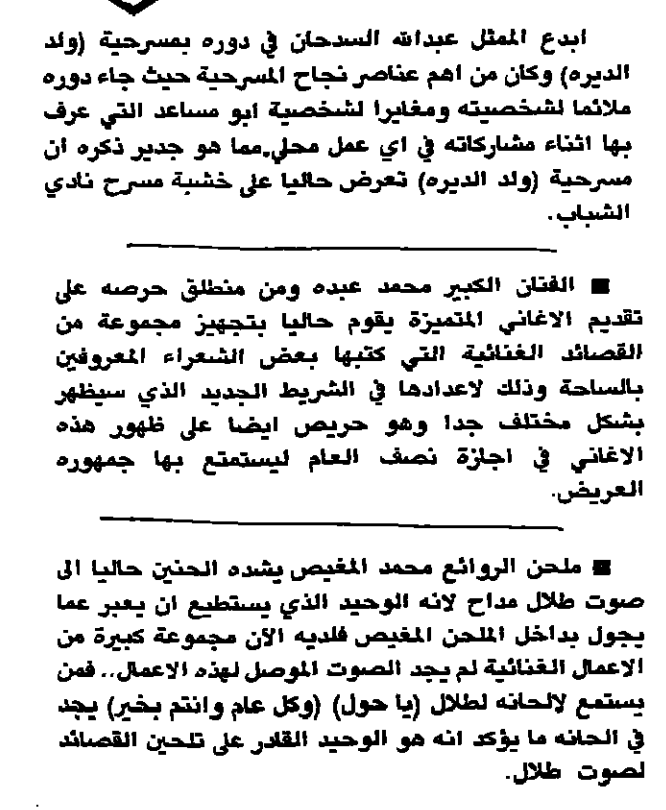 ابدع الممثل عبدالله السدحان في دوره بمسرحية (ولد
الديره) وكان من اهم عناصر نجاح المسرحية حيث جاء دوره
ملائما لشخصيته ومغايرا لشخصية ابو مساعد التي عرف
بها اثناء مشاركاته في اي عمل محلي.مما هو جدير ذكره ان
مسرحية (ولد الديره) تعرض حاليا على خشبة مسرح نادي
الشباب.
■ الفنان الكبير محمد عبده ومن منطلق حرصه على
تقديم الاغاني المتميزة يقوم حاليا بتجهيز مجموعة من
القصائد الغنائية التي كتبها بعض الشعراء المعروفين
بالساحة وذلك لاعدادها في الشريط الجديد الذي سيظهر
بشكل مختلف جدا وهو حريص ايضا على ظهور هذه
الاغاني في اجازة نصف العام ليستمتع بها جمهوره
العريض.
■ ملحن الروائع محمد المغيص يشده الحنين حاليا الى
صوت طلال مداح لانه الوحيد الذي يستطيع ان يعبر عما
يجول بداخل الملحن المغيص فلديه الآن مجموعة كبيرة من
الاعمال الغنائية لم يجد الصوت الموصل لهذه الاعمال.. فمن
يستمع لالحانه لطلال (يا حول) (وكل عام وانتم بخير) يجد
في الحانه ما يؤكد انه هو الوحيد القادر على تلحين القصائد
لصوت طلال.